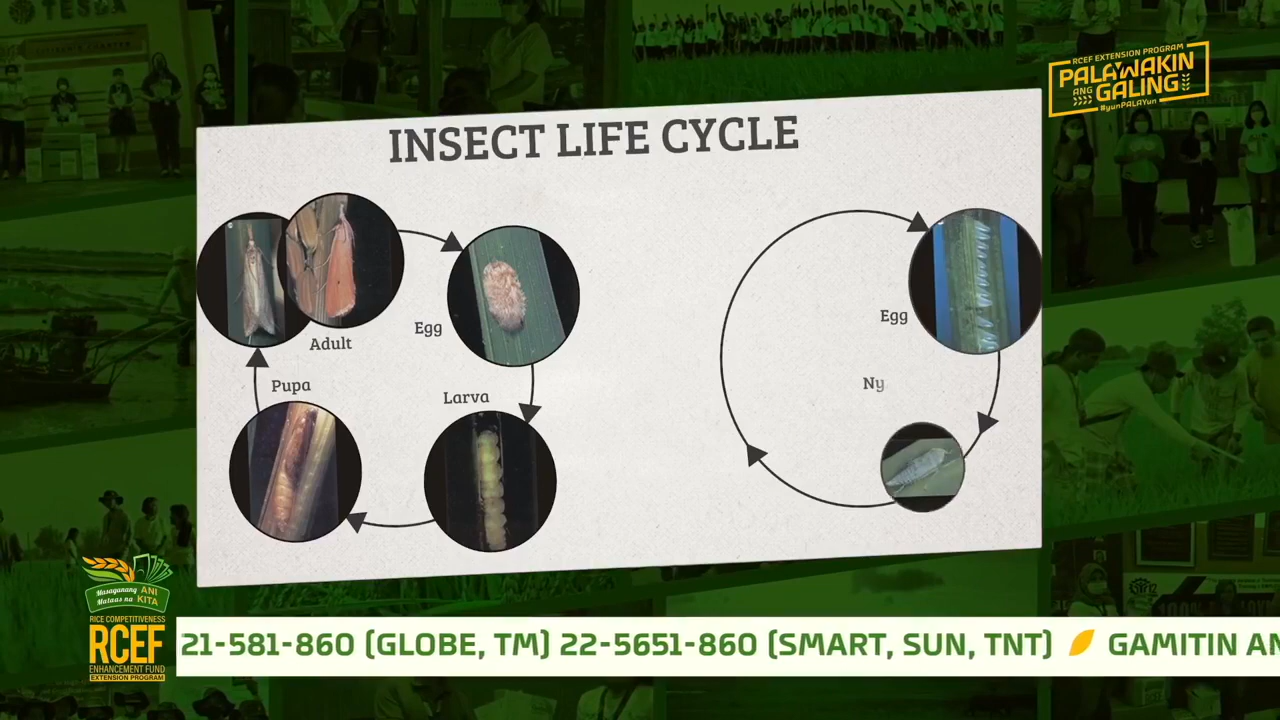 TESDA
RCEF EXTENSION PROGRAM
PALAWAKIN
ANG GALING
#yunPALAYun
INSECT LIFE CYCLE
Adult
Egg
Pupa
Larva
Egg
Ny
Masaganang ANI
Mataas na KITA
RICE COMPETITIVENESS
RCEF
ENHANCEMENT FUND
EXTENSION PROGRAM
21-581-860 (GLOBE, TM) 22-5651-860 (SMART, SUN, TNT) GAMITIN AN